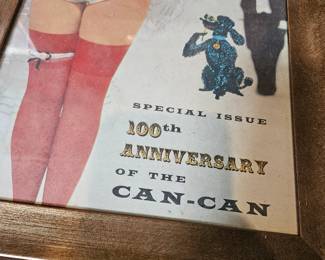 SPECIAL ISSUE
100th
ANNIVERSARY
OF THE
CAN-CAN